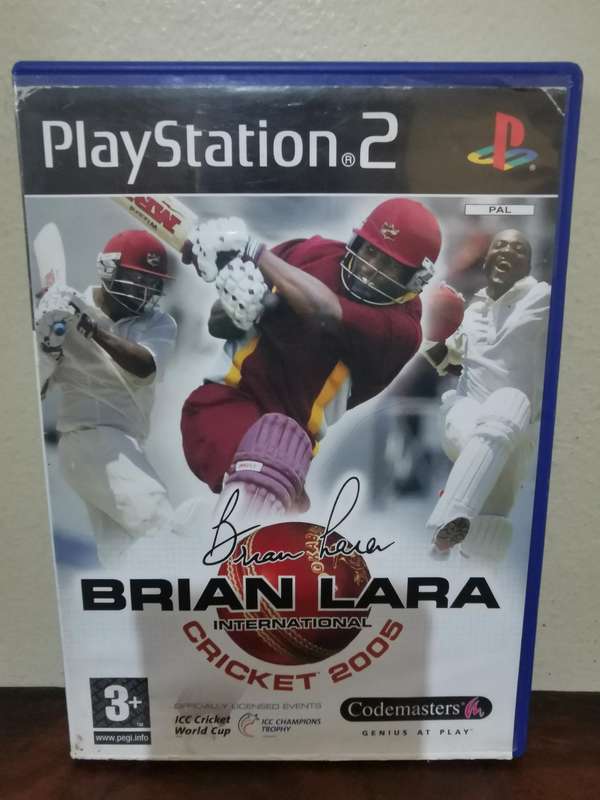 PlayStation®2
PAL
Brian Lara
BRIAN LARA
INTERNATIONAL
CRICKET 2005
3+
www.pegi.info
OFFICIALLY LICENSED EVENTS
ICC Cricket
World Cup
ICC CHAMPIONS
TROPHY
Codemasters
GENIUS AT PLAY